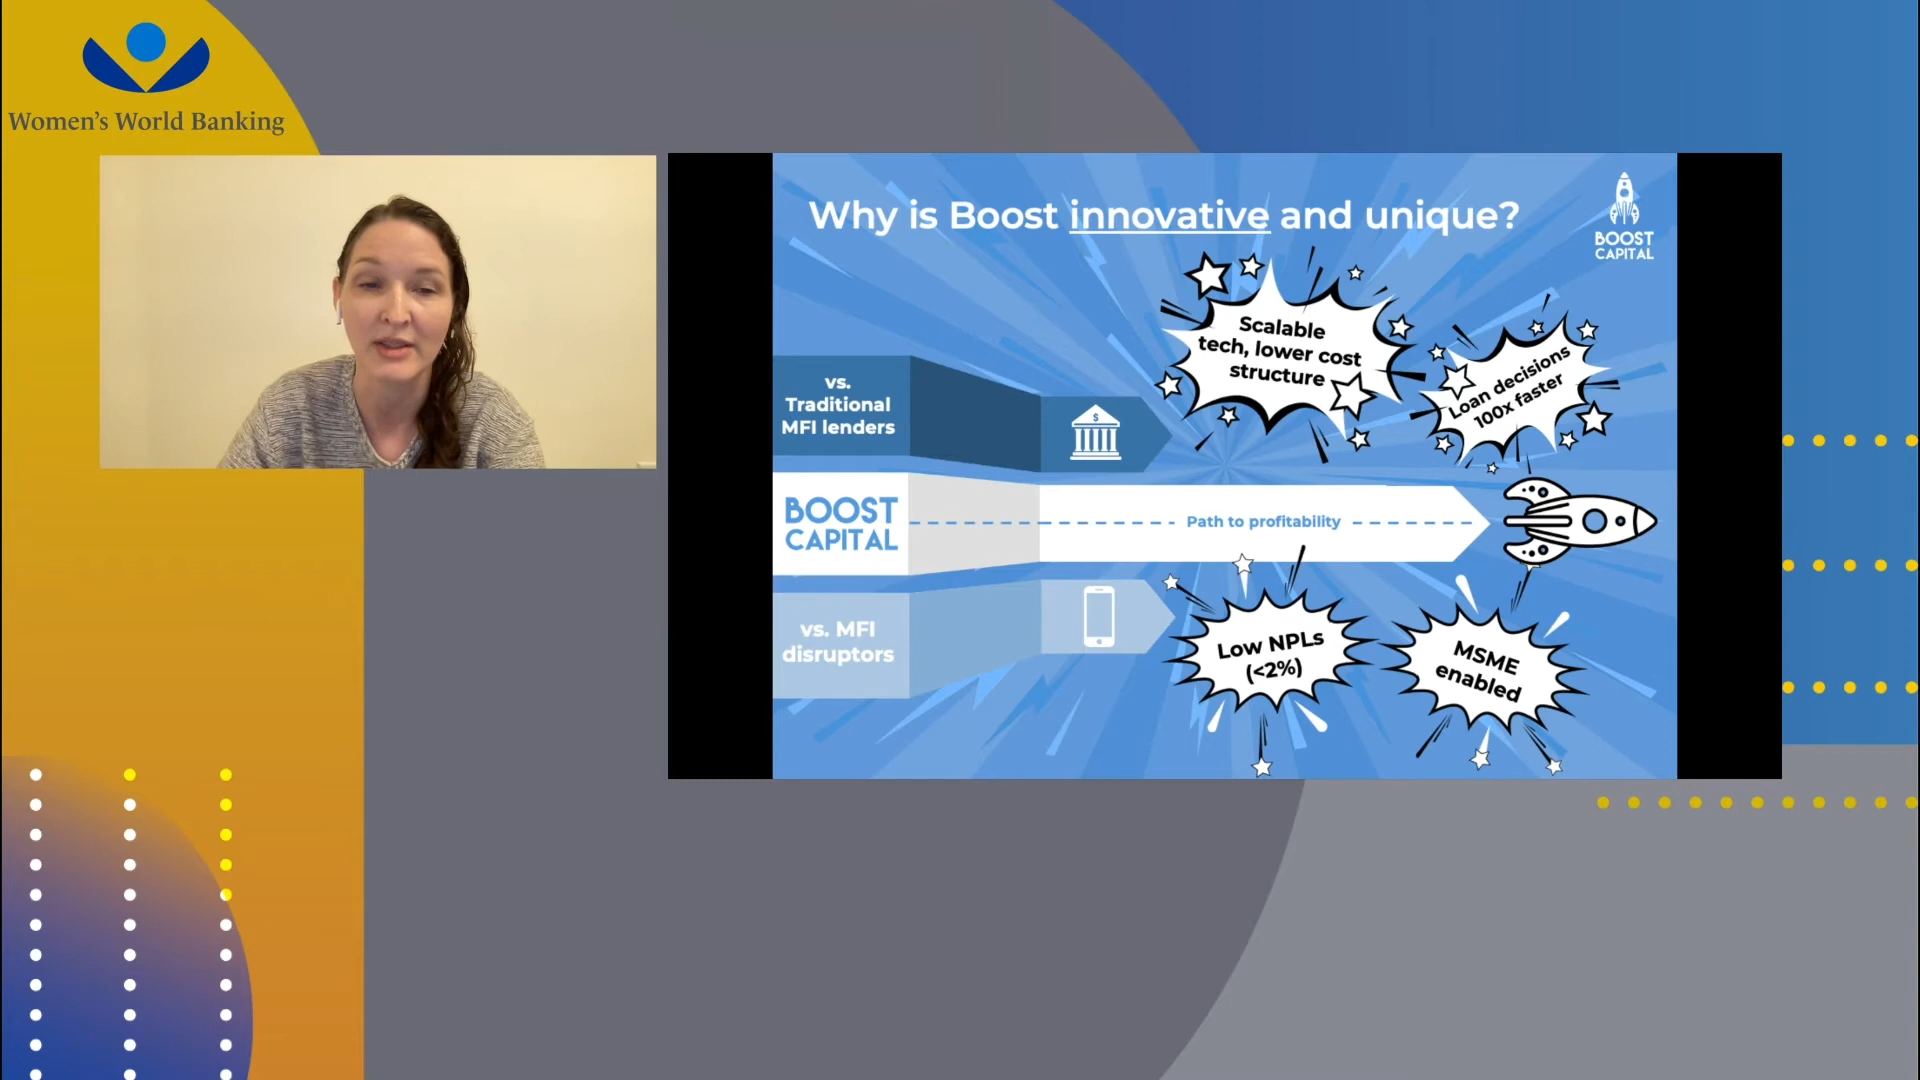 Women's World Banking
Why is Boost innovative and unique?
BOOST
CAPITAL
Scalable
tech, lower cost
structure
Loan decisions
100x faster
vs.
Traditional
MFI lenders
$
BOOST
CAPITAL
Path to profitability
vs. MFI
disruptors
Low NPLs
(<2%)
MSME
enabled